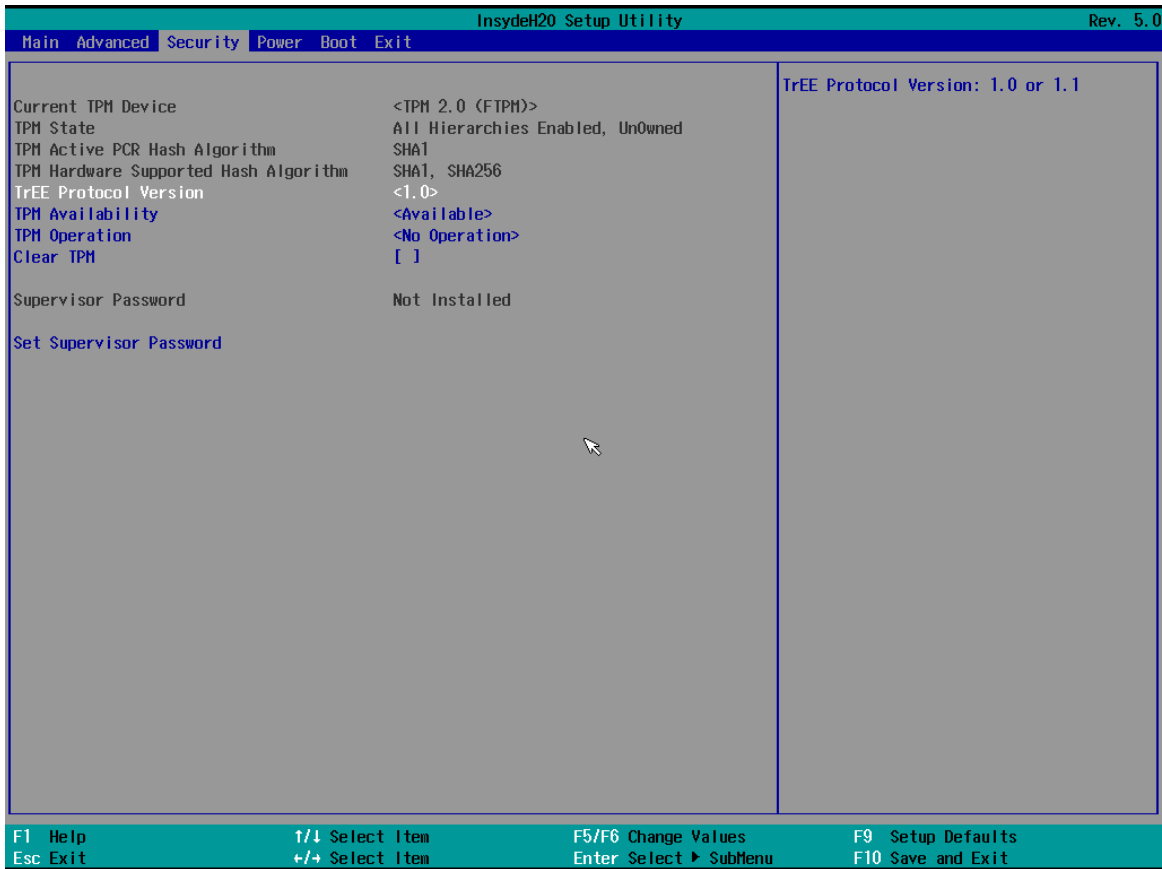 InsydeH20 Setup Utility Rev. 5.0
Main Advanced Security Power Boot Exit
TrEE Protocol Version: 1.0 or 1.1
Current TPM Device <TPM 2.0 (FTPM)>
TPM State All Hierarchies Enabled, UnOwned
TPM Active PCR Hash Algorithm SHA1
TPM Hardware Supported Hash Algorithm SHA1, SHA256
TrEE Protocol Version <1.0>
TPM Availability <Available>
TPM Operation <No Operation>
Clear TPM [ ]
Supervisor Password Not Installed
Set Supervisor Password
F1 Help ↑/↓ Select Item F5/F6 Change Values F9 Setup Defaults
Esc Exit ←/→ Select Item Enter Select ▶ SubMenu F10 Save and Exit